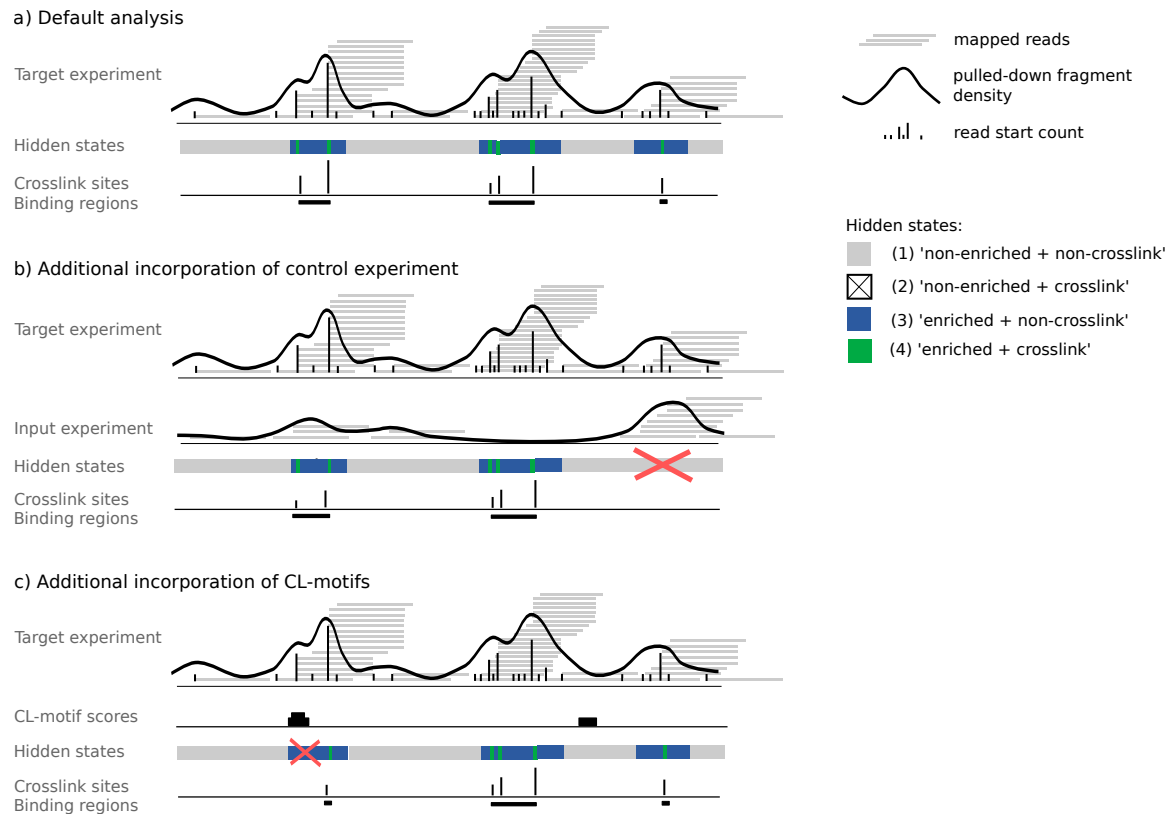 a) Default analysis
Target experiment
Hidden states
Crosslink sites
Binding regions
b) Additional incorporation of control experiment
Target experiment
Input experiment
Hidden states
Crosslink sites
Binding regions
c) Additional incorporation of CL-motifs
Target experiment
CL-motif scores
Hidden states
Crosslink sites
Binding regions
mapped reads
pulled-down fragment
density
read start count
Hidden states:
(1) 'non-enriched + non-crosslink'
(2) 'non-enriched + crosslink'
(3) 'enriched + non-crosslink'
(4) 'enriched + crosslink'